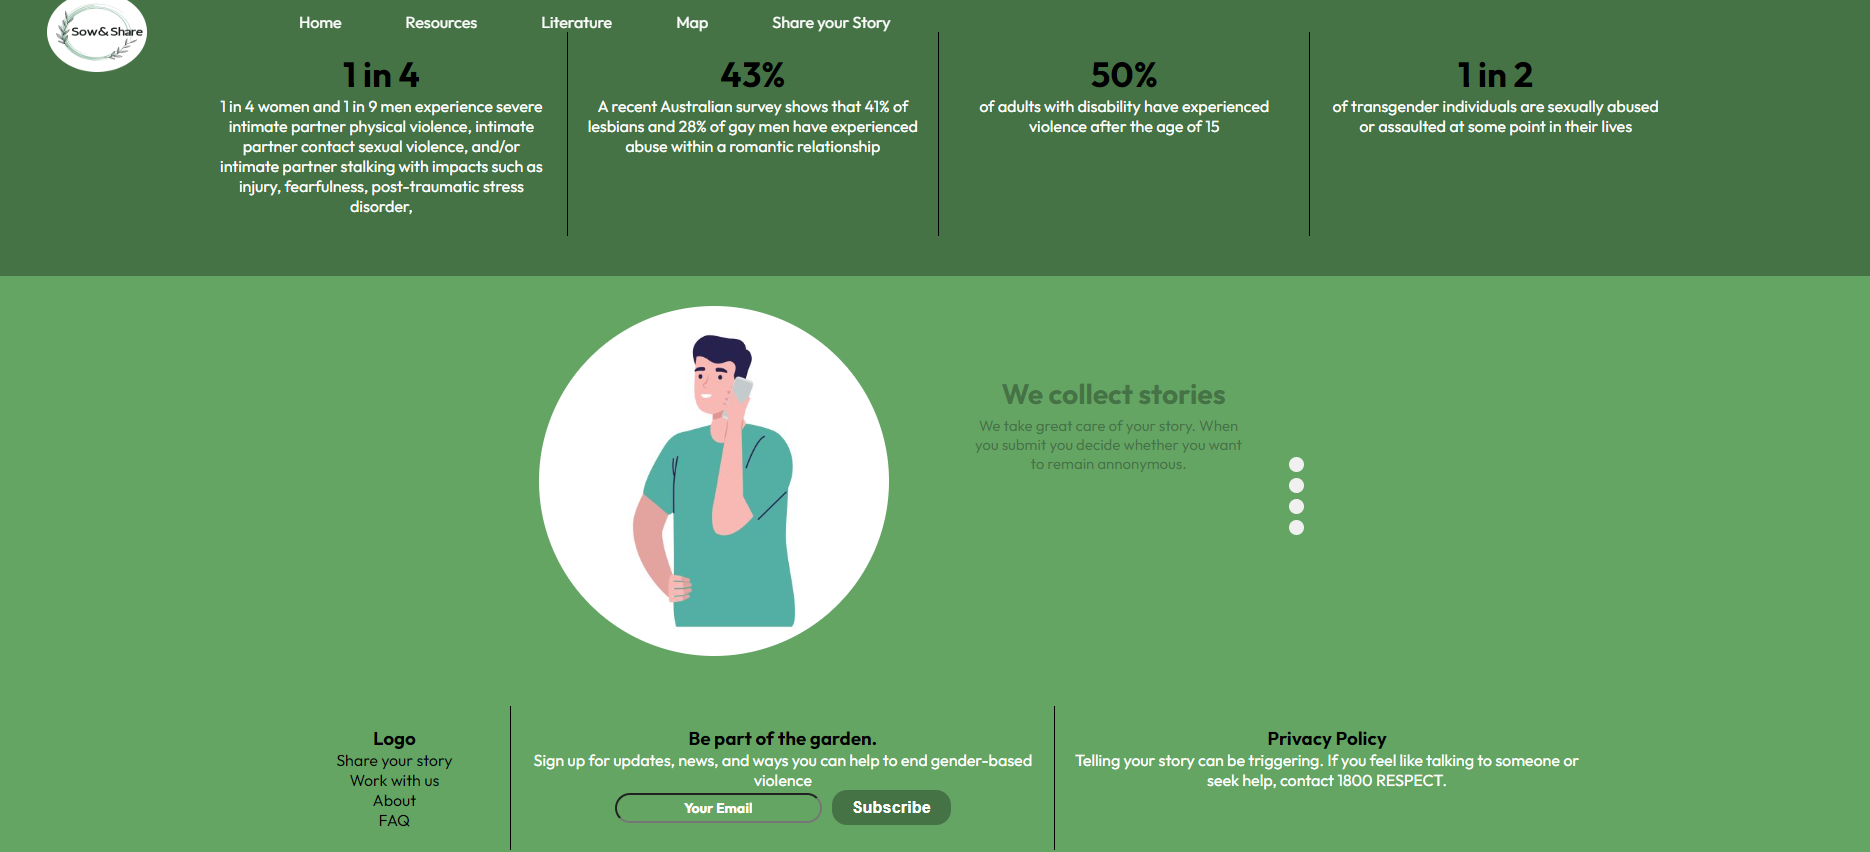 Sow& Share
Home Resources Literature Map Share your Story
1 in 4
1 in 4 women and 1 in 9 men experience severe
intimate partner physical violence, intimate
partner contact sexual violence, and/or
intimate partner stalking with impacts such as
injury, fearfulness, post-traumatic stress
disorder,
43%
A recent Australian survey shows that 41% of
lesbians and 28% of gay men have experienced
abuse within a romantic relationship
50%
of adults with disability have experienced
violence after the age of 15
1 in 2
of transgender individuals are sexually abused
or assaulted at some point in their lives
We collect stories
We take great care of your story. When
you submit you decide whether you want
to remain annonymous.
Logo
Share your story
Work with us
About
FAQ
Be part of the garden.
Sign up for updates, news, and ways you can help to end gender-based
violence
Your Email
Subscribe
Privacy Policy
Telling your story can be triggering. If you feel like talking to someone or
seek help, contact 1800 RESPECT.